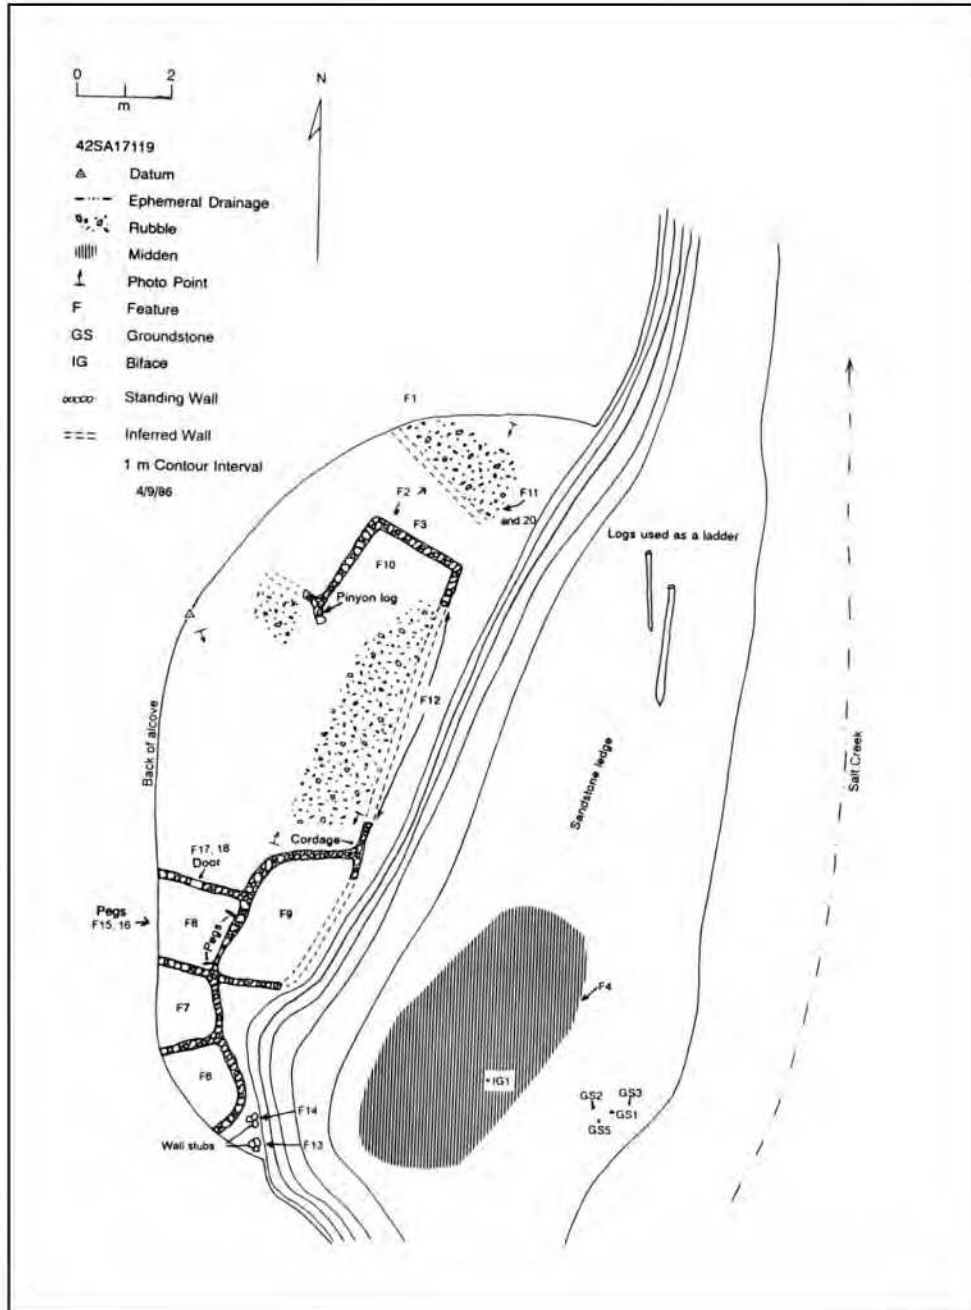 0 2
m
N
42SA17119
Datum
Ephemeral Drainage
Rubble
Midden
Photo Point
F Feature
GS Groundstone
IG Biface
Standing Wall
Inferred Wall
1 m Contour Interval
4/9/86
F1
F2
F3
F11
and 20
Logs used as a ladder
F10
Pinyon log
F12
Back of alcove
Sandstone ledge
Salt Creek
Cordage
F17, 18
Door
Pegs
F15, 16
F8
Pegs
F9
F7
F4
F6
IG1
GS2
GS3
GS1
GS5
F14
Wall stubs
F13